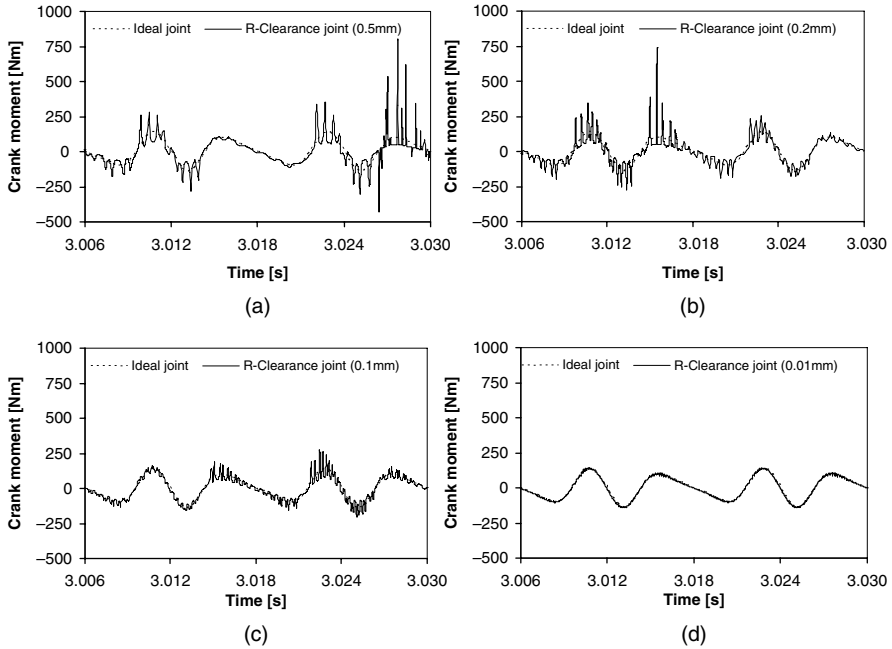 Crank moment [Nm]
1000
750
500
250
0
−250
−500
Ideal joint
R-Clearance joint (0.5mm)
3.006
3.012
3.018
3.024
3.030
Time [s]
(a)
Crank moment [Nm]
1000
750
500
250
0
−250
−500
Ideal joint
R-Clearance joint (0.2mm)
3.006
3.012
3.018
3.024
3.030
Time [s]
(b)
Crank moment [Nm]
1000
750
500
250
0
−250
−500
Ideal joint
R-Clearance joint (0.1mm)
3.006
3.012
3.018
3.024
3.030
Time [s]
(c)
Crank moment [Nm]
1000
750
500
250
0
−250
−500
Ideal joint
R-Clearance joint (0.01mm)
3.006
3.012
3.018
3.024
3.030
Time [s]
(d)